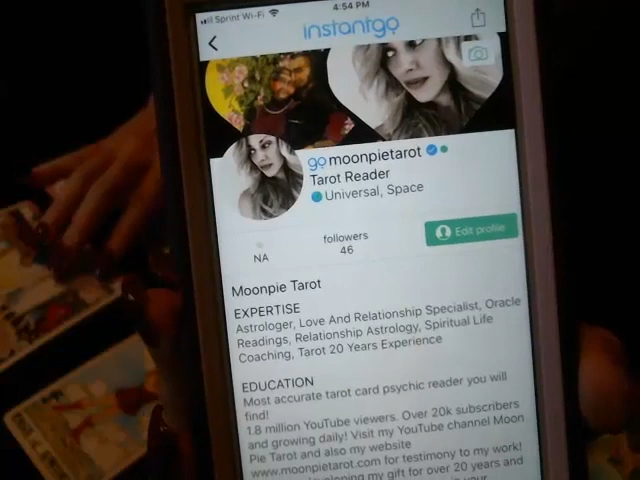 Sprint Wi-Fi 4:54 PM
instantgo
go moonpietarot
Tarot Reader
Universal, Space
followers
NA 46
Edit profile
Moonpie Tarot
EXPERTISE
Astrologer, Love And Relationship Specialist, Oracle
Readings, Relationship Astrology, Spiritual Life
Coaching, Tarot 20 Years Experience
EDUCATION
Most accurate tarot card psychic reader you will
find!
1.8 million YouTube viewers. Over 20k subscribers
and growing daily! Visit my YouTube channel Moon
Pie Tarot and also my website
www.moonpietarot.com for testimony to my work!
my gift for over 20 years and